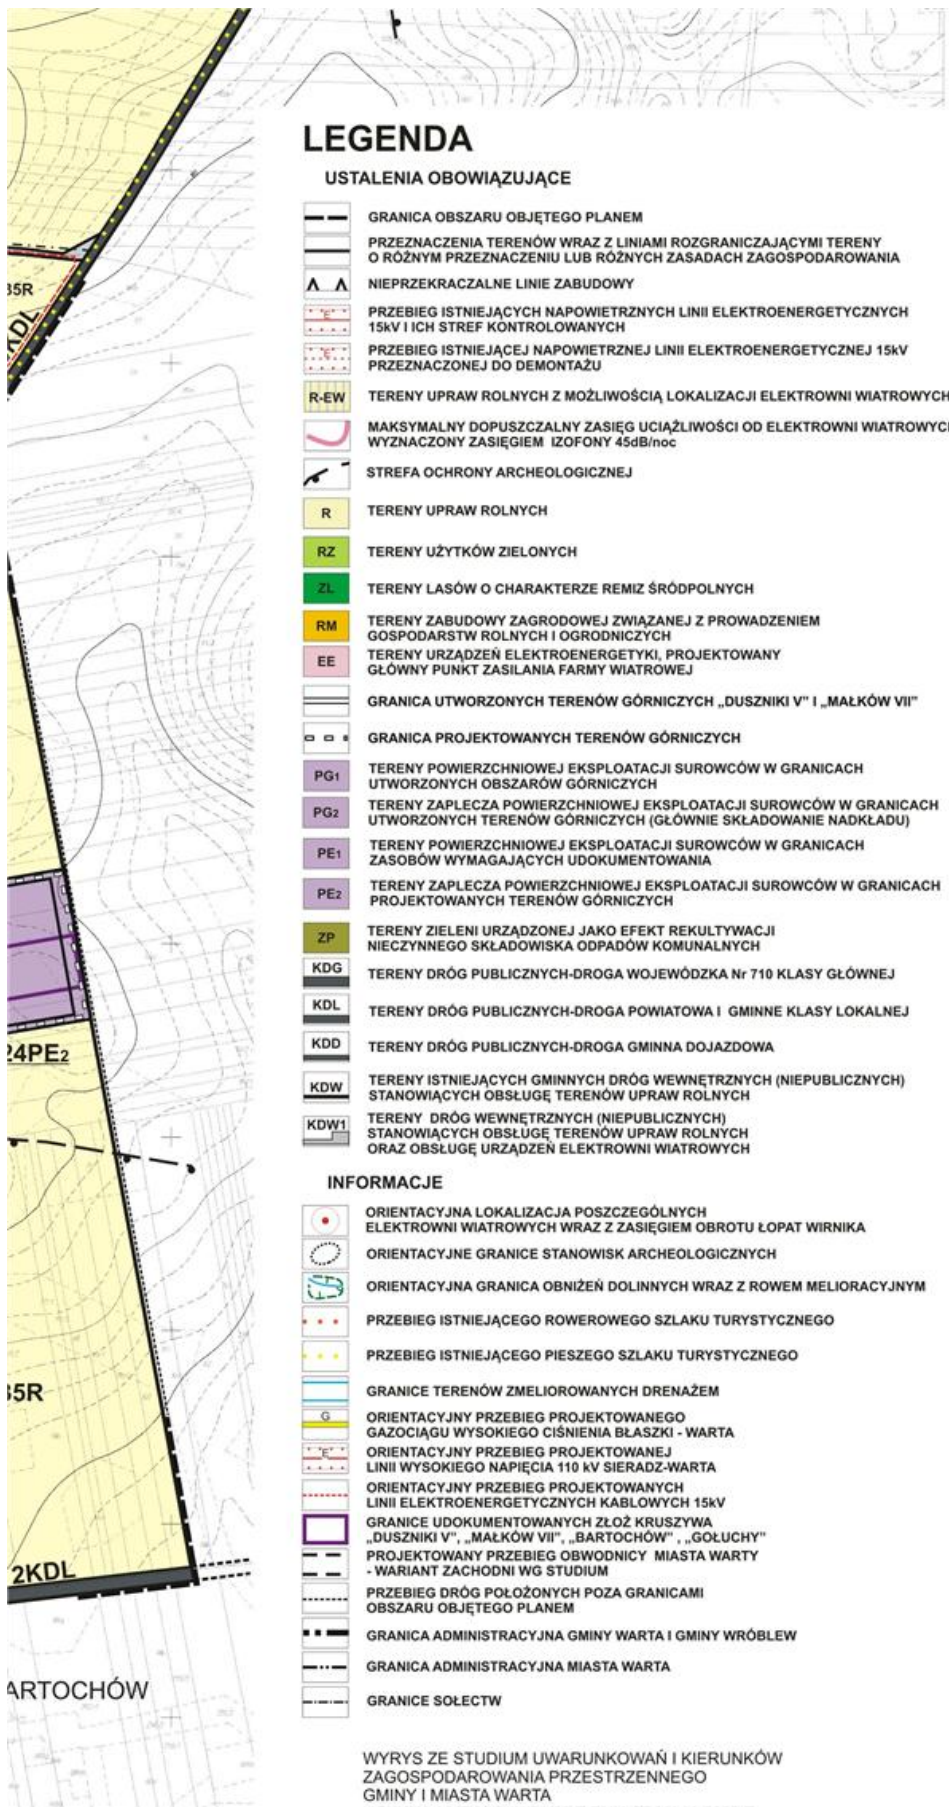 LEGENDA
USTALENIA OBOWIĄZUJĄCE
GRANICA OBSZARU OBJĘTEGO PLANEM
PRZEZNACZENIA TERENÓW WRAZ Z LINIAMI ROZGRANICZAJĄCYMI TERENY
O RÓŻNYM PRZEZNACZENIU LUB RÓŻNYCH ZASADACH ZAGOSPODAROWANIA
NIEPRZEKRACZALNE LINIE ZABUDOWY
E
PRZEBIEG ISTNIEJĄCYCH NAPOWIETRZNYCH LINII ELEKTROENERGETYCZNYCH
15kV I ICH STREF KONTROLOWANYCH
E
PRZEBIEG ISTNIEJĄCEJ NAPOWIETRZNEJ LINII ELEKTROENERGETYCZNEJ 15kV
PRZEZNACZONEJ DO DEMONTAŻU
R-EW TERENY UPRAW ROLNYCH Z MOŻLIWOŚCIĄ LOKALIZACJI ELEKTROWNI WIATROWYCH
MAKSYMALNY DOPUSZCZALNY ZASIĘG UCIĄŻLIWOŚCI OD ELEKTROWNI WIATROWYC
WYZNACZONY ZASIĘGIEM IZOFONY 45dB/noc
STREFA OCHRONY ARCHEOLOGICZNEJ
R TERENY UPRAW ROLNYCH
RZ TERENY UŻYTKÓW ZIELONYCH
ZL TERENY LASÓW O CHARAKTERZE REMIZ ŚRÓDPOLNYCH
RM TERENY ZABUDOWY ZAGRODOWEJ ZWIĄZANEJ Z PROWADZENIEM
GOSPODARSTW ROLNYCH I OGRODNICZYCH
EE TERENY URZĄDZEŃ ELEKTROENERGETYKI, PROJEKTOWANY
GŁÓWNY PUNKT ZASILANIA FARMY WIATROWEJ
GRANICA UTWORZONYCH TERENÓW GÓRNICZYCH „DUSZNIKI V” I „MAŁKÓW VII”
GRANICA PROJEKTOWANYCH TERENÓW GÓRNICZYCH
PG1 TERENY POWIERZCHNIOWEJ EKSPLOATACJI SUROWCÓW W GRANICACH
UTWORZONYCH OBSZARÓW GÓRNICZYCH
PG2 TERENY ZAPLECZA POWIERZCHNIOWEJ EKSPLOATACJI SUROWCÓW W GRANICACH
UTWORZONYCH TERENÓW GÓRNICZYCH (GŁÓWNIE SKŁADOWANIE NADKŁADU)
PE1 TERENY POWIERZCHNIOWEJ EKSPLOATACJI SUROWCÓW W GRANICACH
ZASOBÓW WYMAGAJĄCYCH UDOKUMENTOWANIA
PE2 TERENY ZAPLECZA POWIERZCHNIOWEJ EKSPLOATACJI SUROWCÓW W GRANICACH
PROJEKTOWANYCH TERENÓW GÓRNICZYCH
ZP TERENY ZIELENI URZĄDZONEJ JAKO EFEKT REKULTYWACJI
NIECZYNNEGO SKŁADOWISKA ODPADÓW KOMUNALNYCH
KDG TERENY DRÓG PUBLICZNYCH-DROGA WOJEWÓDZKA Nr 710 KLASY GŁÓWNEJ
KDL TERENY DRÓG PUBLICZNYCH-DROGA POWIATOWA I GMINNE KLASY LOKALNEJ
KDD TERENY DRÓG PUBLICZNYCH-DROGA GMINNA DOJAZDOWA
KDW TERENY ISTNIEJĄCYCH GMINNYCH DRÓG WEWNĘTRZNYCH (NIEPUBLICZNYCH)
STANOWIĄCYCH OBSŁUGĘ TERENÓW UPRAW ROLNYCH
KDW1 TERENY DRÓG WEWNĘTRZNYCH (NIEPUBLICZNYCH)
STANOWIĄCYCH OBSŁUGĘ TERENÓW UPRAW ROLNYCH
ORAZ OBSŁUGĘ URZĄDZEŃ ELEKTROWNI WIATROWYCH
INFORMACJE
ORIENTACYJNA LOKALIZACJA POSZCZEGÓLNYCH
ELEKTROWNI WIATROWYCH WRAZ Z ZASIĘGIEM OBROTU ŁOPAT WIRNIKA
ORIENTACYJNE GRANICE STANOWISK ARCHEOLOGICZNYCH
ORIENTACYJNA GRANICA OBNIŻEŃ DOLINNYCH WRAZ Z ROWEM MELIORACYJNYM
PRZEBIEG ISTNIEJĄCEGO ROWEROWEGO SZLAKU TURYSTYCZNEGO
PRZEBIEG ISTNIEJĄCEGO PIESZEGO SZLAKU TURYSTYCZNEGO
GRANICE TERENÓW ZMELIOROWANYCH DRENAŻEM
G ORIENTACYJNY PRZEBIEG PROJEKTOWANEGO
GAZOCIĄGU WYSOKIEGO CIŚNIENIA BŁASZKI - WARTA
E ORIENTACYJNY PRZEBIEG PROJEKTOWANEJ
LINII WYSOKIEGO NAPIĘCIA 110 kV SIERADZ-WARTA
ORIENTACYJNY PRZEBIEG PROJEKTOWANYCH
LINII ELEKTROENERGETYCZNYCH KABLOWYCH 15kV
GRANICE UDOKUMENTOWANYCH ZŁOŻ KRUSZYWA
„DUSZNIKI V”, „MAŁKÓW VII”, „BARTOCHÓW” , „GOŁUCHY”
PROJEKTOWANY PRZEBIEG OBWODNICY MIASTA WARTY
- WARIANT ZACHODNI WG STUDIUM
PRZEBIEG DRÓG POŁOŻONYCH POZA GRANICAMI
OBSZARU OBJĘTEGO PLANEM
GRANICA ADMINISTRACYJNA GMINY WARTA I GMINY WRÓBLEW
GRANICA ADMINISTRACYJNA MIASTA WARTA
GRANICE SOŁECTW
WYRYS ZE STUDIUM UWARUNKOWAŃ I KIERUNKÓW
ZAGOSPODAROWANIA PRZESTRZENNEGO
GMINY I MIASTA WARTA
35R
KDL
24PE2
35R
2KDL
ARTOCHÓW